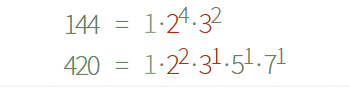 144 = 1·2⁴·3²
420 = 1·2²·3¹·5¹·7¹